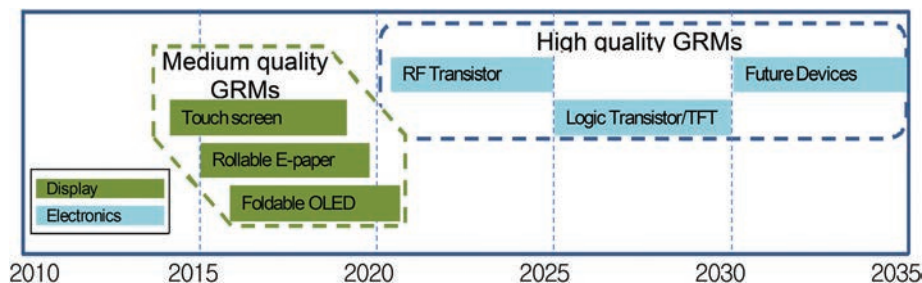 High quality GRMs
Medium quality
GRMs
RF Transistor
Future Devices
Touch screen
Logic Transistor/TFT
Rollable E-paper
Display
Foldable OLED
Electronics
2010 2015 2020 2025 2030 2035